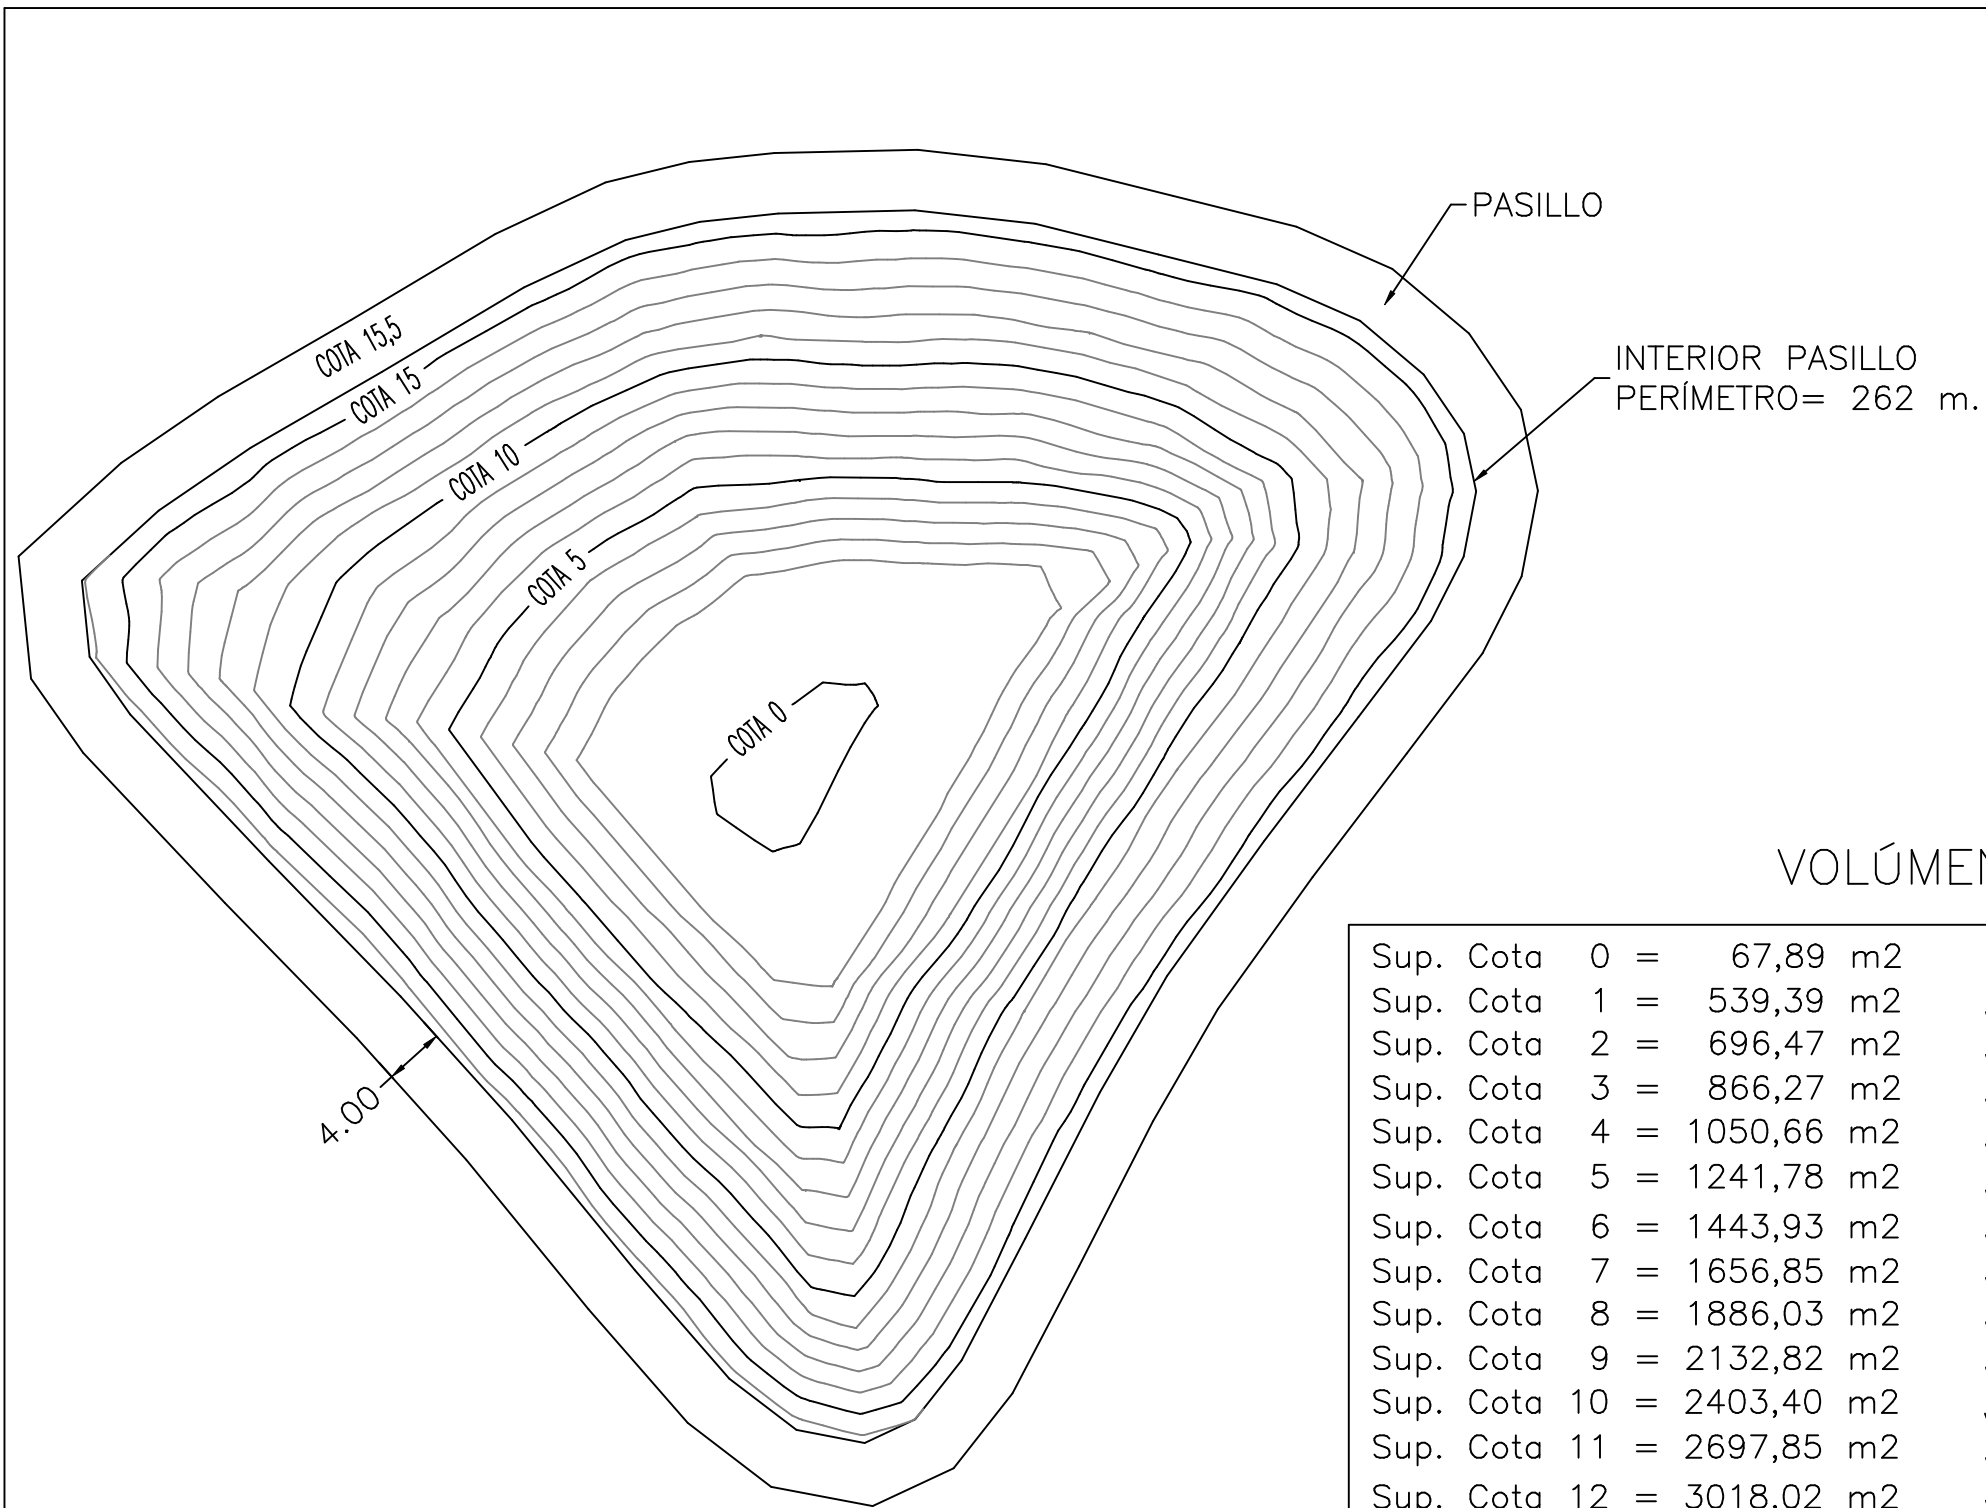 PASILLO
INTERIOR PASILLO
PERÍMETRO= 262 m.
COTA 15,5
COTA 15
COTA 10
COTA 5
COTA 0
4.00
Sup. Cota 0 = 67,89 m2
Sup. Cota 1 = 539,39 m2
Sup. Cota 2 = 696,47 m2
Sup. Cota 3 = 866,27 m2
Sup. Cota 4 = 1050,66 m2
Sup. Cota 5 = 1241,78 m2
Sup. Cota 6 = 1443,93 m2
Sup. Cota 7 = 1656,85 m2
Sup. Cota 8 = 1886,03 m2
Sup. Cota 9 = 2132,82 m2
Sup. Cota 10 = 2403,40 m2
Sup. Cota 11 = 2697,85 m2
Sup. Cota 12 = 3018,02 m2